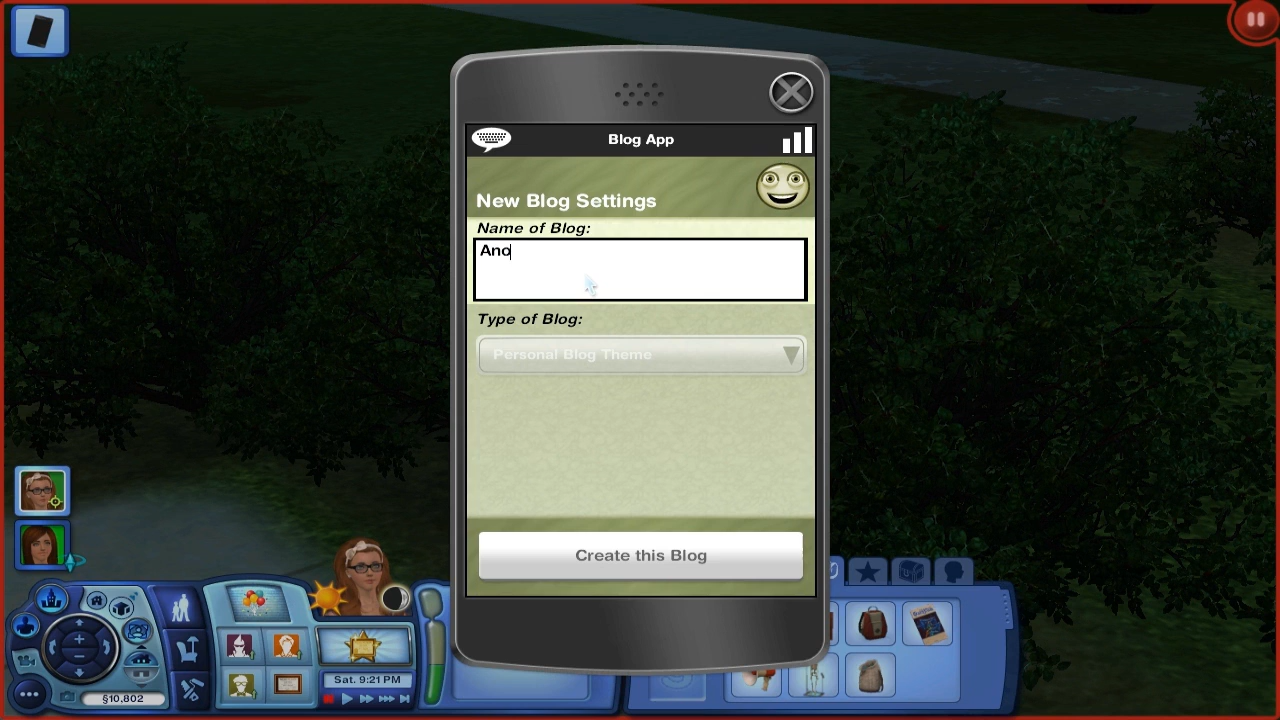 Blog App
New Blog Settings
Name of Blog:
Ano
Type of Blog:
Personal Blog Theme
Create this Blog
Sat. 9:21 PM
§10,802